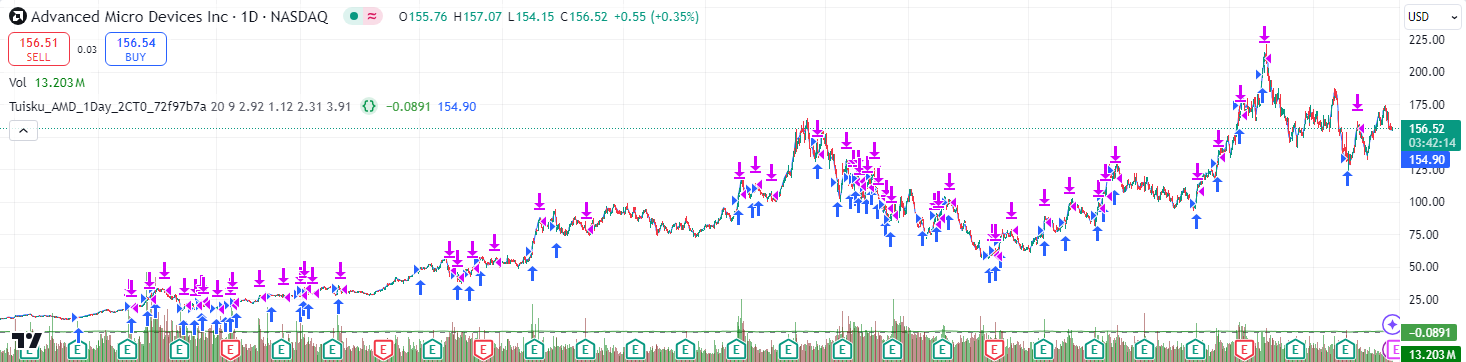 Advanced Micro Devices Inc · 1D · NASDAQ O155.76 H157.07 L154.15 C156.52 +0.55 (+0.35%)
USD
156.51
SELL
0.03
156.54
BUY
Vol 13.203 M
Tuisku_AMD_1Day_2CT0_72f97b7a 20 9 2.92 1.12 2.31 3.91 {} −0.0891 154.90
225.00
200.00
175.00
156.52
03:42:14
154.90
125.00
100.00
75.00
50.00
25.00
−0.0891
13.203 M
E E E E E E E E E E E E E E E E E E E E E E E E E E E E